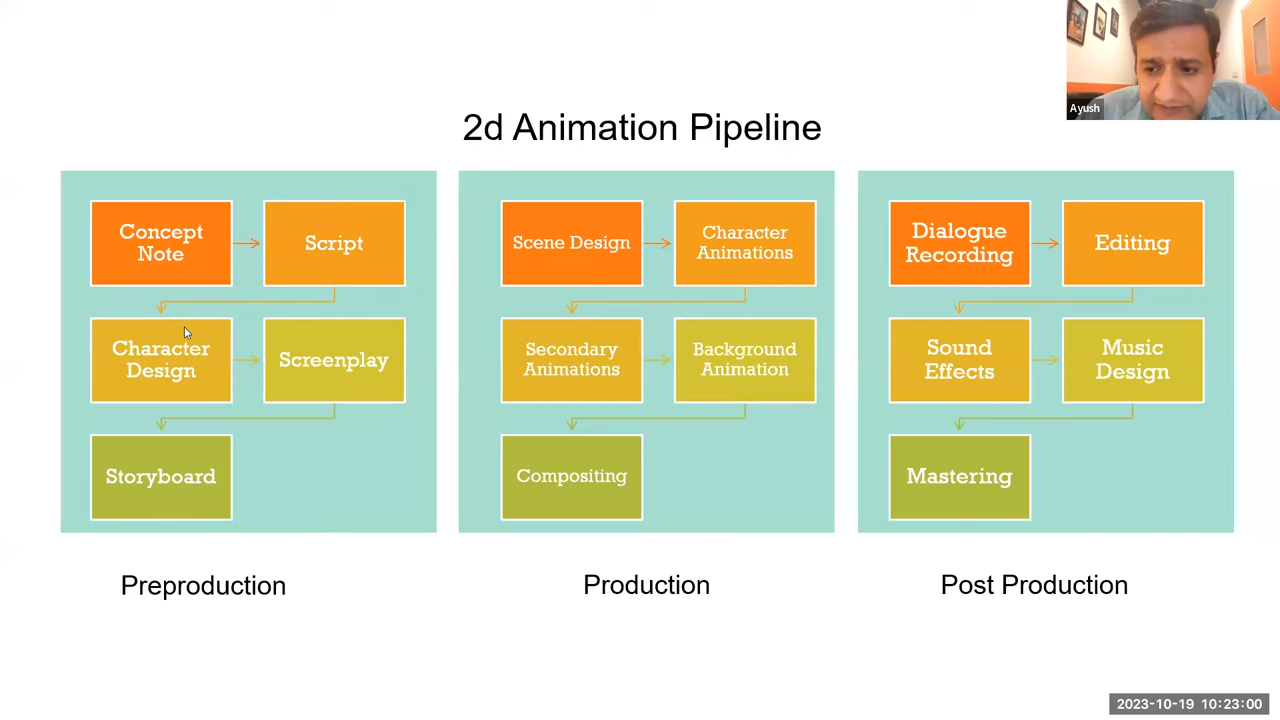 Ayush
2d Animation Pipeline
Concept
Note
Script
Character
Design
Screenplay
Storyboard
Preproduction
Scene Design
Character
Animations
Secondary
Animations
Background
Animation
Compositing
Production
Dialogue
Recording
Editing
Sound
Effects
Music
Design
Mastering
Post Production
2023-10-19 10:23:00